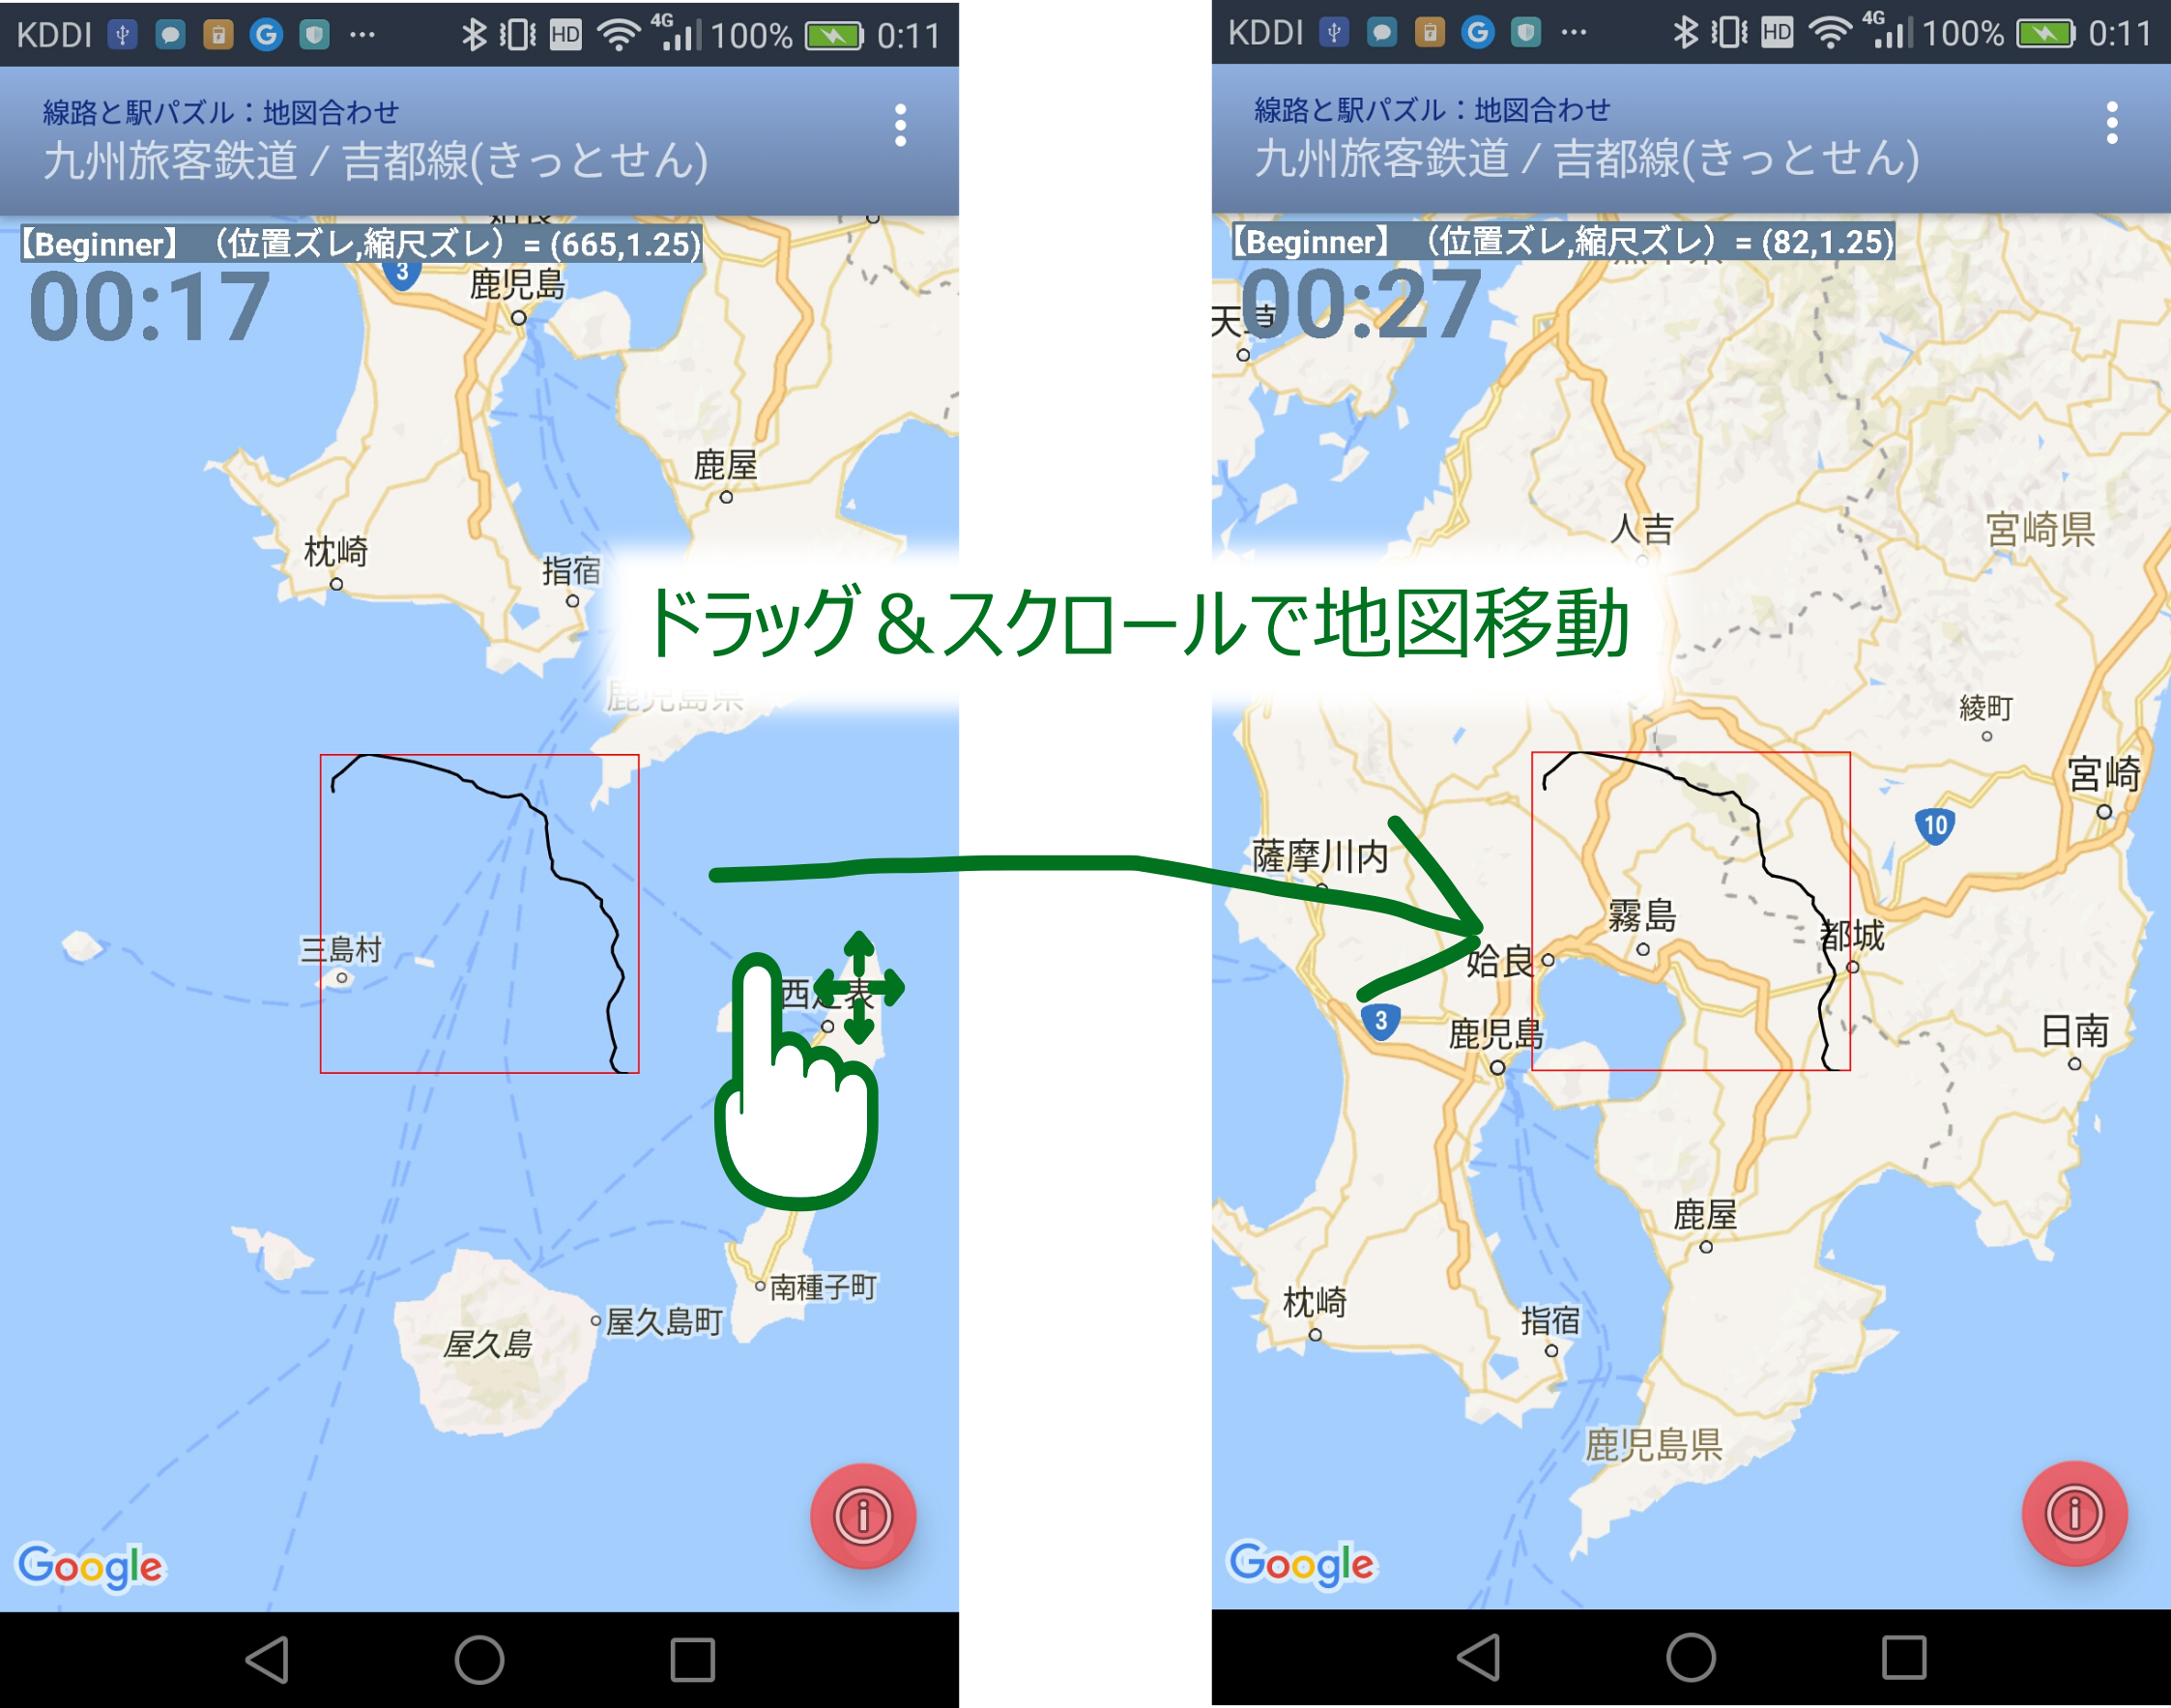 KDDI ... HD 4G 100% 0:11
線路と駅パズル：地図合わせ
九州旅客鉄道 / 吉都線(きっとせん)
【Beginner】（位置ズレ,縮尺ズレ）= (665,1.25)
00:17
3
鹿児島
鹿屋
枕崎
指宿
鹿児島県
三島村
南種子町
屋久島町
屋久島
Google
ドラッグ＆スクロールで地図移動
KDDI ... HD 4G 100% 0:11
線路と駅パズル：地図合わせ
九州旅客鉄道 / 吉都線(きっとせん)
【Beginner】（位置ズレ,縮尺ズレ）= (82,1.25)
00:27
人吉
宮崎県
綾町
宮崎
10
薩摩川内
霧島
都城
姶良
3
鹿児島
日南
鹿屋
枕崎
指宿
鹿児島県
Google